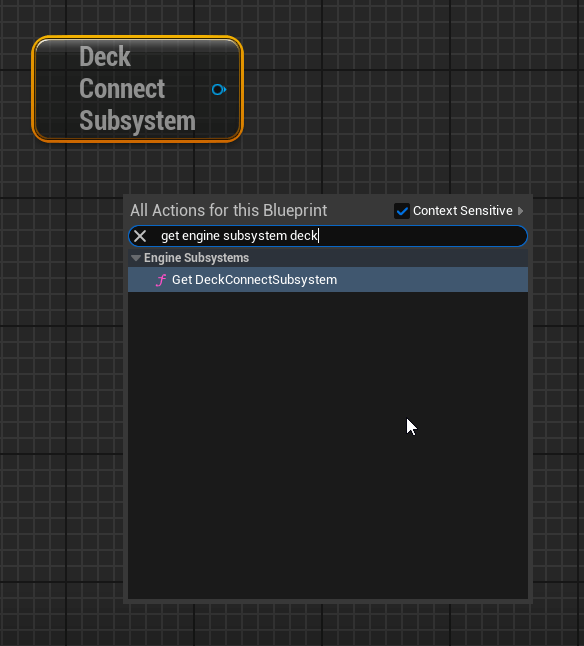 Deck
Connect
Subsystem
All Actions for this Blueprint
Context Sensitive
get engine subsystem deck
Engine Subsystems
Get DeckConnectSubsystem